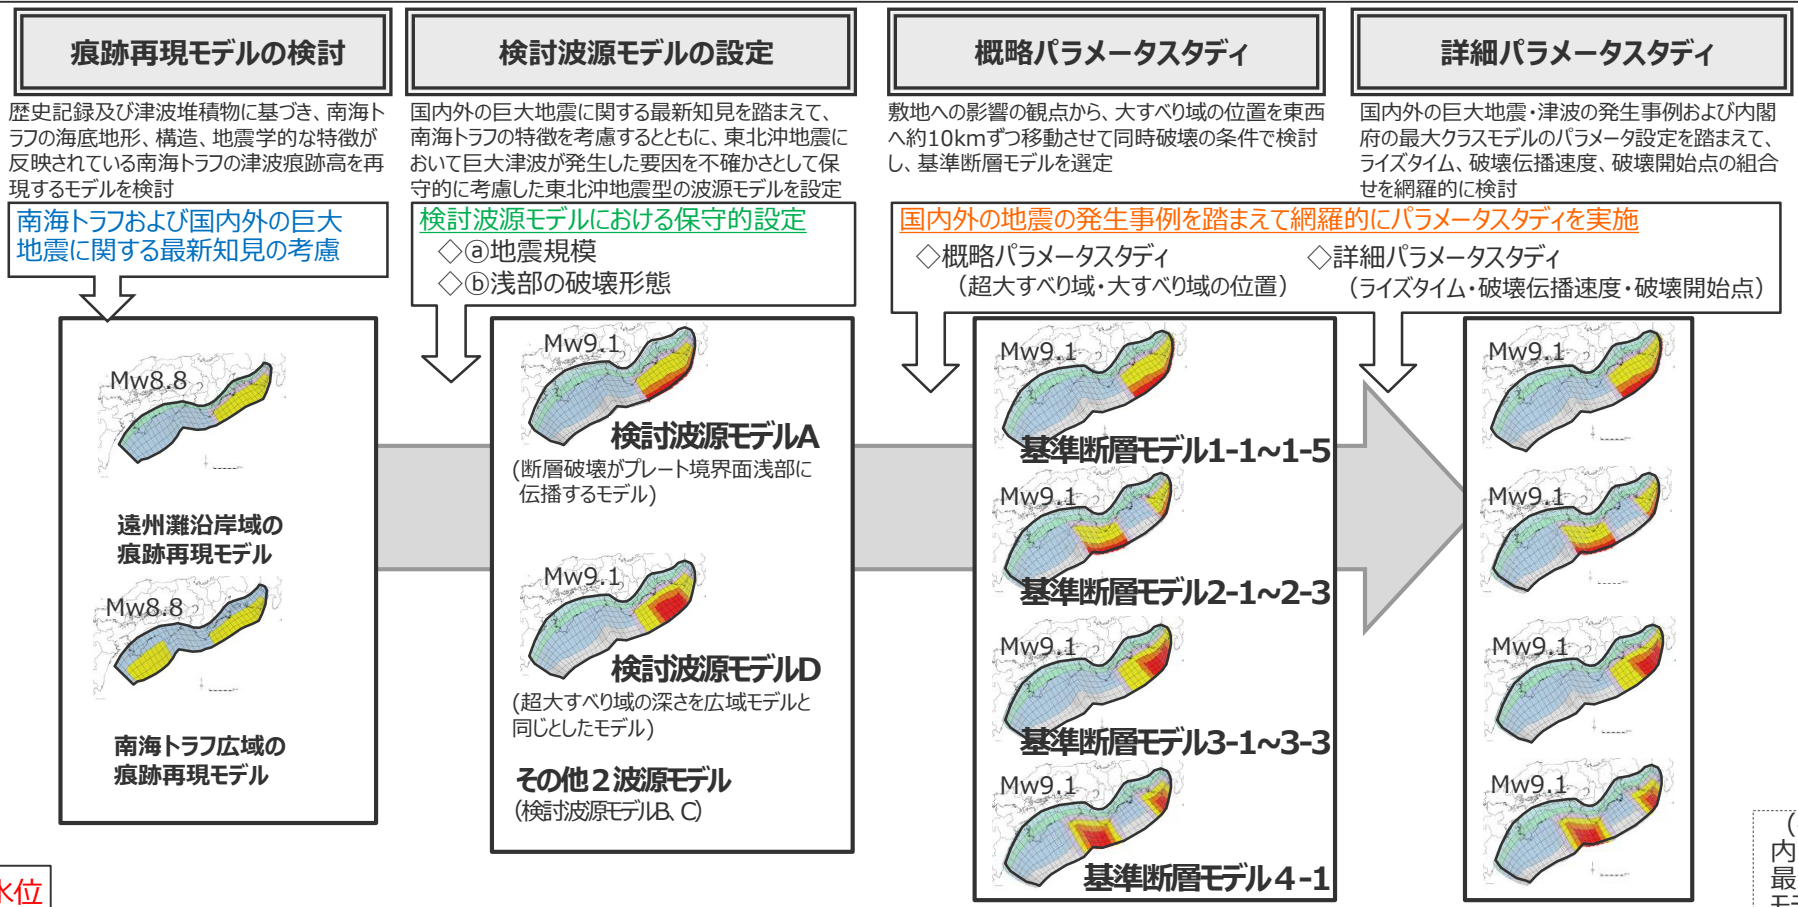 痕跡再現モデルの検討
歴史記録及び津波堆積物に基づき、南海ト
ラフの海底地形、構造、地震学的な特徴が
反映されている南海トラフの津波痕跡高を再
現するモデルを検討
南海トラフおよび国内外の巨大
地震に関する最新知見の考慮
Mw8.8
遠州灘沿岸域の
痕跡再現モデル
Mw8.8
南海トラフ広域の
痕跡再現モデル
検討波源モデルの設定
国内外の巨大地震に関する最新知見を踏まえて、
南海トラフの特徴を考慮するとともに、東北沖地震に
おいて巨大津波が発生した要因を不確かさとして保
守的に考慮した東北沖地震型の波源モデルを設定
検討波源モデルにおける保守的設定
◇ⓐ地震規模
◇ⓑ浅部の破壊形態
Mw9.1
検討波源モデルA
(断層破壊がプレート境界面浅部に
伝播するモデル)
Mw9.1
検討波源モデルD
(超大すべり域の深さを広域モデルと
同じとしたモデル)
その他２波源モデル
(検討波源モデルB、C)
概略パラメータスタディ
敷地への影響の観点から、大すべり域の位置を東西
へ約10kmずつ移動させて同時破壊の条件で検討
し、基準断層モデルを選定
詳細パラメータスタディ
国内外の巨大地震・津波の発生事例および内閣
府の最大クラスモデルのパラメータ設定を踏まえて、
ライズタイム、破壊伝播速度、破壊開始点の組合
せを網羅的に検討
国内外の地震の発生事例を踏まえて網羅的にパラメータスタディを実施
◇概略パラメータスタディ
（超大すべり域・大すべり域の位置）
◇詳細パラメータスタディ
（ライズタイム・破壊伝播速度・破壊開始点）
Mw9.1
基準断層モデル1-1~1-5
Mw9.1
基準断層モデル2-1~2-3
Mw9.1
基準断層モデル3-1~3-3
Mw9.1
基準断層モデル４-1
Mw9.1
Mw9.1
Mw9.1
Mw9.1
水位
内
最